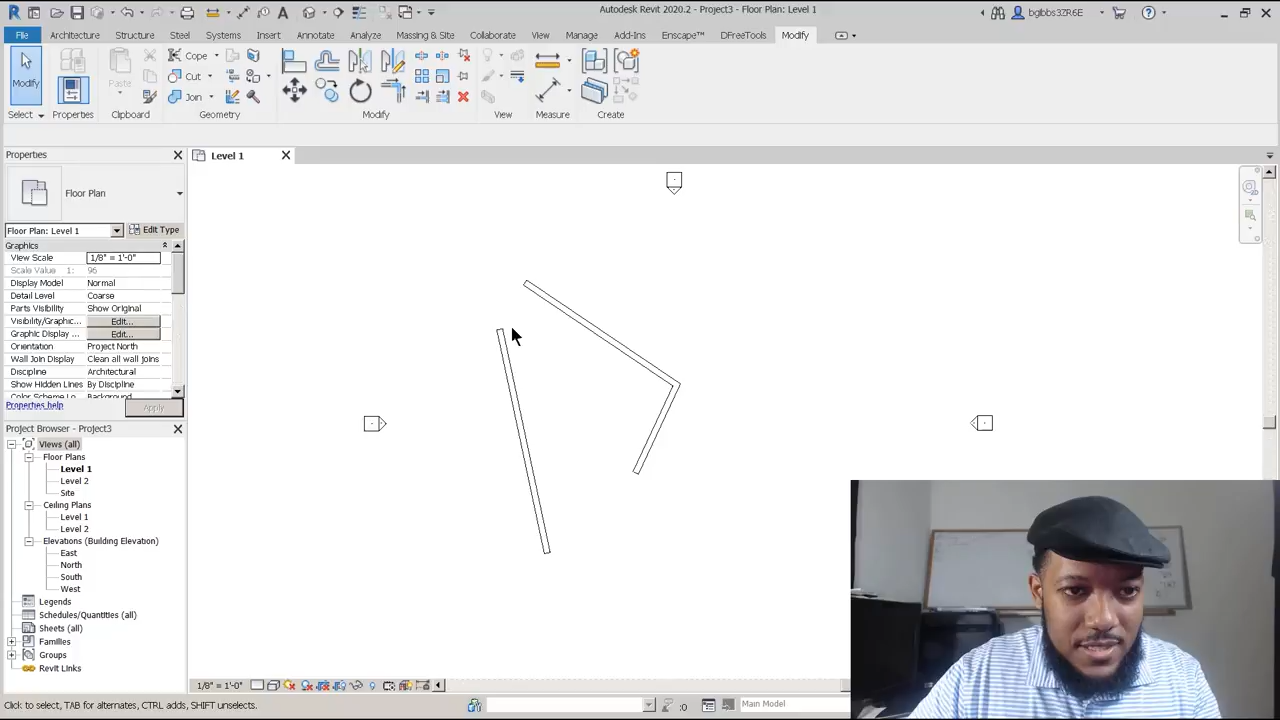 Autodesk Revit 2020.2 - Project3 - Floor Plan: Level 1
bgibbs3ZR6E
File Architecture Structure Steel Systems Insert Annotate Analyze Massing & Site Collaborate View Manage Add-Ins Enscape™ DFreeTools Modify
Cope
Cut
Join
Modify
Paste
Select Properties Clipboard Geometry Modify View Measure Create
Properties
Level 1
Floor Plan
Floor Plan: Level 1
Edit Type
Graphics
View Scale 1/8" = 1'-0"
Scale Value 1: 96
Display Model Normal
Detail Level Coarse
Parts Visibility Show Original
Visibility/Graphic... Edit...
Graphic Display ... Edit...
Orientation Project North
Wall Join Display Clean all wall joins
Discipline Architectural
Show Hidden Lines By Discipline
Color Scheme Lo... Background
Properties help
Apply
Project Browser - Project3
Views (all)
Floor Plans
Level 1
Level 2
Site
Ceiling Plans
Level 1
Level 2
Elevations (Building Elevation)
East
North
South
West
Legends
Schedules/Quantities (all)
Sheets (all)
Families
Groups
Revit Links
1/8" = 1'-0"
Click to select, TAB for alternates, CTRL adds, SHIFT unselects.
:0
Main Model